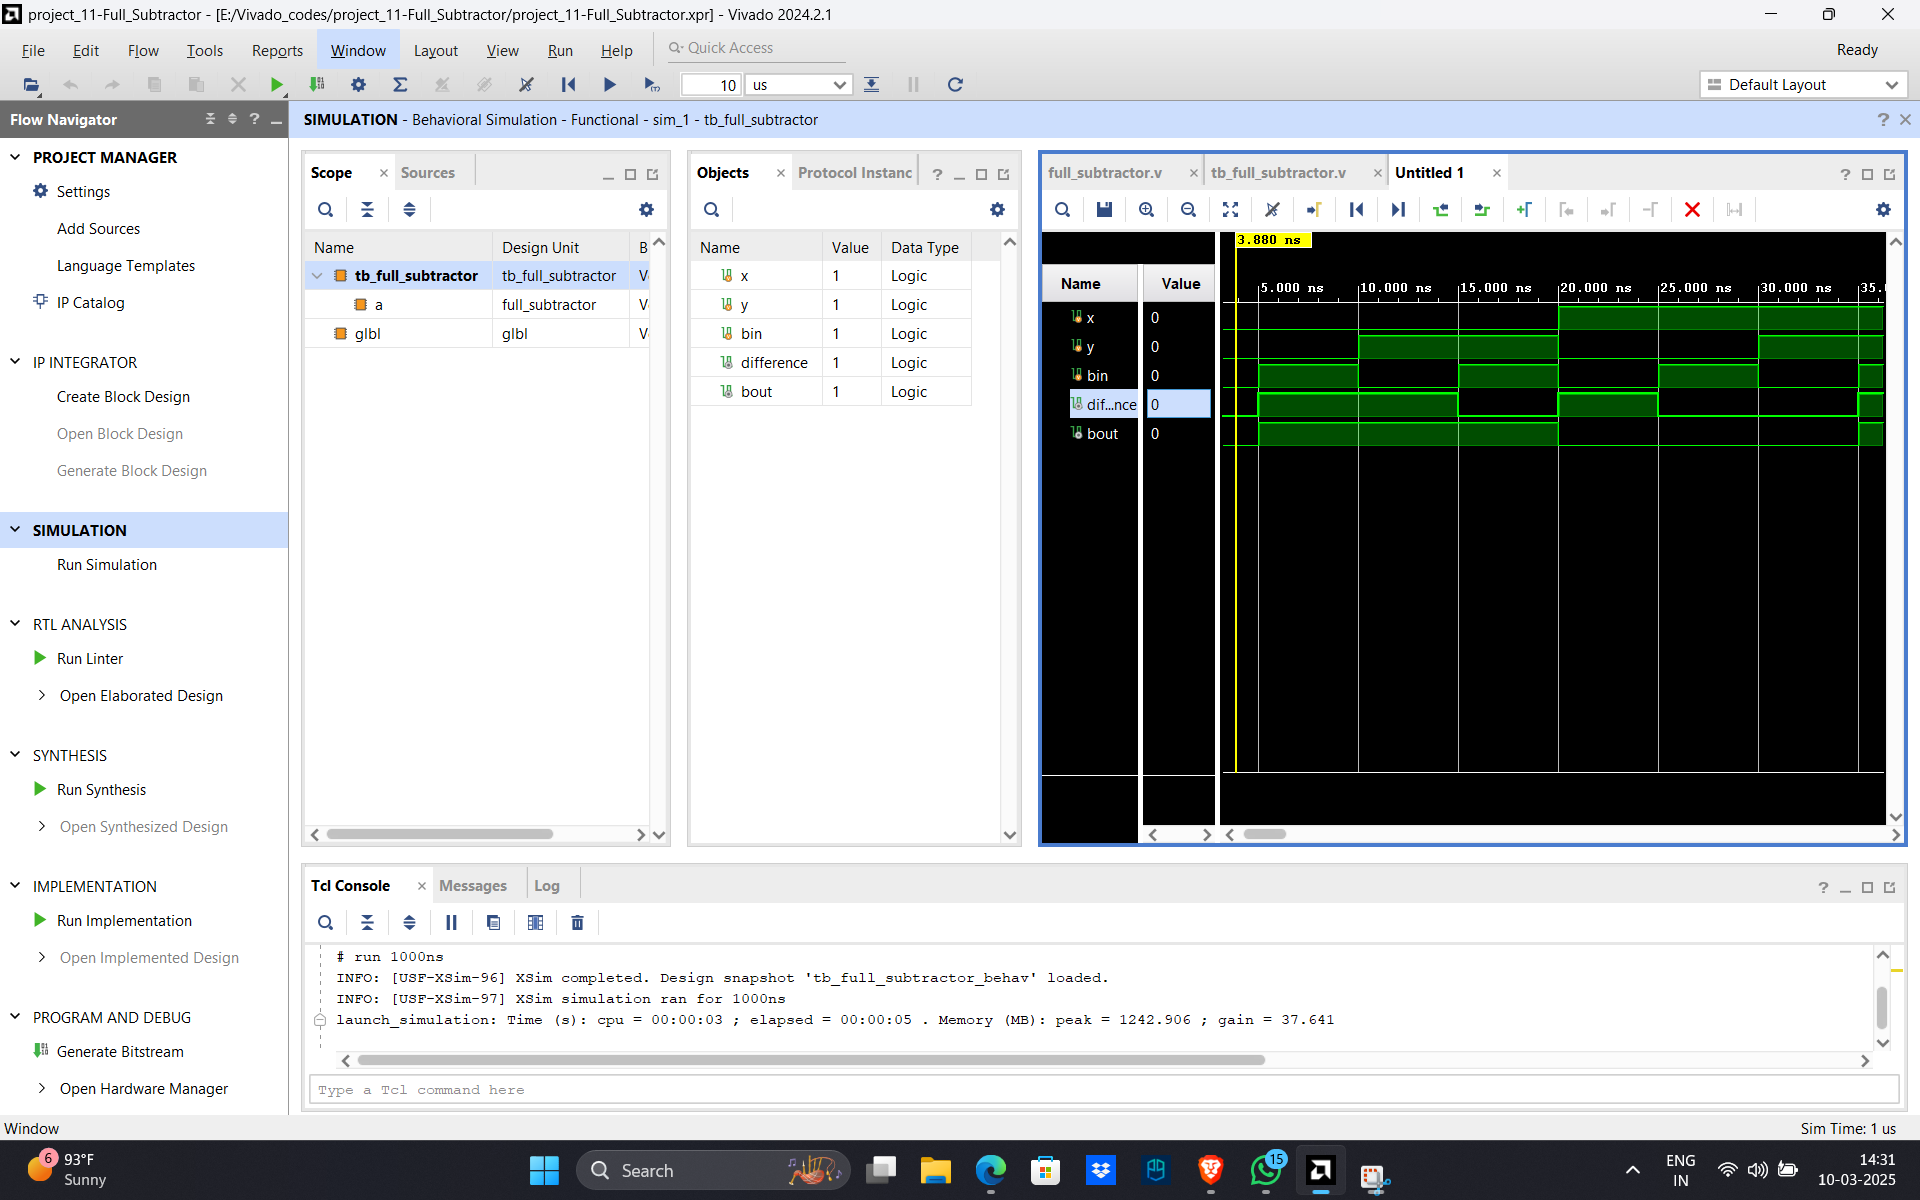 project_11-Full_Subtractor - [E:/Vivado_codes/project_11-Full_Subtractor/project_11-Full_Subtractor.xpr] - Vivado 2024.2.1
File Edit Flow Tools Reports Window Layout View Run Help Quick Access Ready
10 us Default Layout
Flow Navigator
SIMULATION - Behavioral Simulation - Functional - sim_1 - tb_full_subtractor
PROJECT MANAGER
Settings
Add Sources
Language Templates
IP Catalog
IP INTEGRATOR
Create Block Design
Open Block Design
Generate Block Design
SIMULATION
Run Simulation
RTL ANALYSIS
Run Linter
Open Elaborated Design
SYNTHESIS
Run Synthesis
Open Synthesized Design
IMPLEMENTATION
Run Implementation
Open Implemented Design
PROGRAM AND DEBUG
Generate Bitstream
Open Hardware Manager
Scope Sources
Name Design Unit B
tb_full_subtractor tb_full_subtractor V
a full_subtractor V
glbl glbl V
Objects Protocol Instanc
Name Value Data Type
x 1 Logic
y 1 Logic
bin 1 Logic
difference 1 Logic
bout 1 Logic
full_subtractor.v tb_full_subtractor.v Untitled 1
3.880 ns
Name Value
5.000 ns 10.000 ns 15.000 ns 20.000 ns 25.000 ns 30.000 ns 35.
x 0
y 0
bin 0
dif...nce 0
bout 0
Tcl Console Messages Log
# run 1000ns
INFO: [USF-XSim-96] XSim completed. Design snapshot 'tb_full_subtractor_behav' loaded.
INFO: [USF-XSim-97] XSim simulation ran for 1000ns
launch_simulation: Time (s): cpu = 00:00:03 ; elapsed = 00:00:05 . Memory (MB): peak = 1242.906 ; gain = 37.641
Type a Tcl command here
Window Sim Time: 1 us
6
93°F
Sunny
Search
15
ENG
IN
14:31
10-03-2025